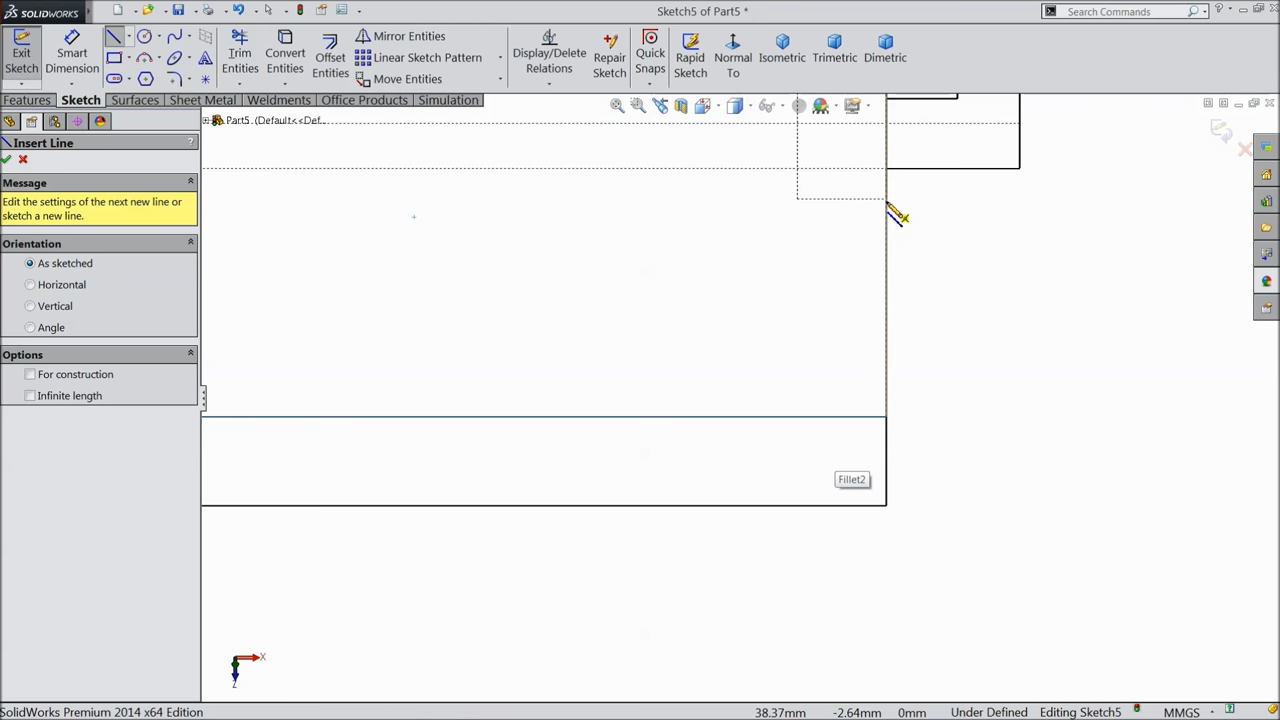 SOLIDWORKS
Sketch5 of Part5 *
Search Commands
Exit Sketch
Smart Dimension
Trim Entities
Convert Entities
Offset Entities
Mirror Entities
Linear Sketch Pattern
Move Entities
Display/Delete Relations
Repair Sketch
Quick Snaps
Rapid Sketch
Normal To
Isometric
Trimetric
Dimetric
Features
Sketch
Surfaces
Sheet Metal
Weldments
Office Products
Simulation
Part5 (Default<<Def...
Insert Line
?
Message
Edit the settings of the next new line or
sketch a new line.
Orientation
As sketched
Horizontal
Vertical
Angle
Options
For construction
Infinite length
Fillet2
X
Z
SolidWorks Premium 2014 x64 Edition
38.37mm
-2.64mm
0mm
Under Defined
Editing Sketch5
MMGS